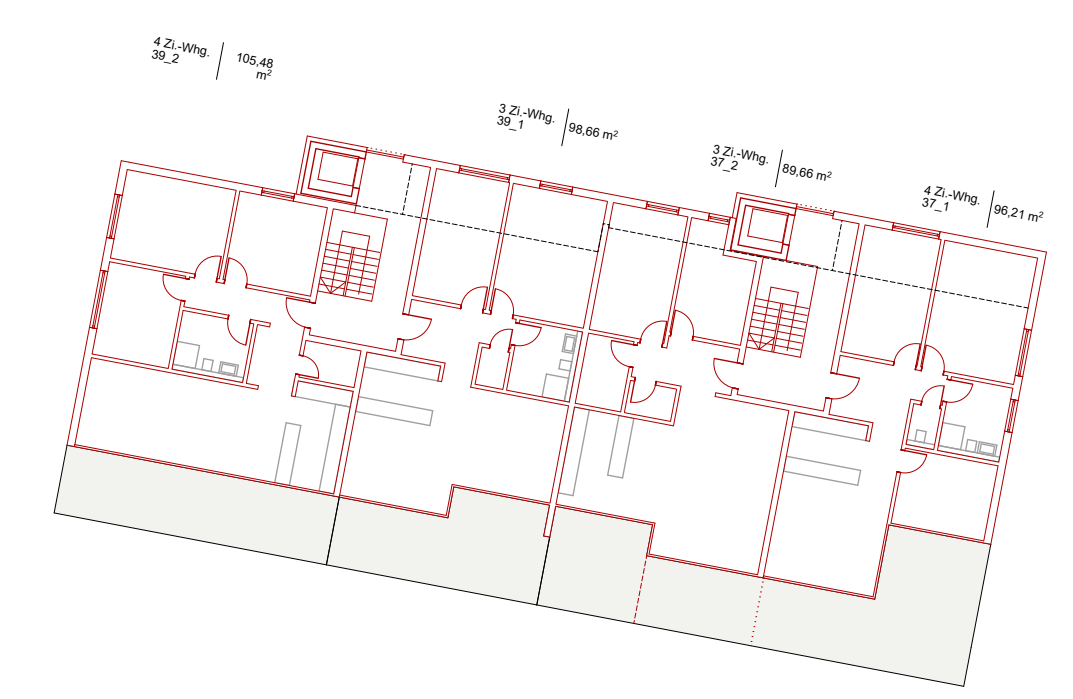 4 Zi.-Whg.
39_2
105,48
m²
3 Zi.-Whg.
39_1
98,66 m²
3 Zi.-Whg.
37_2
89,66 m²
4 Zi.-Whg.
37_1
96,21 m²